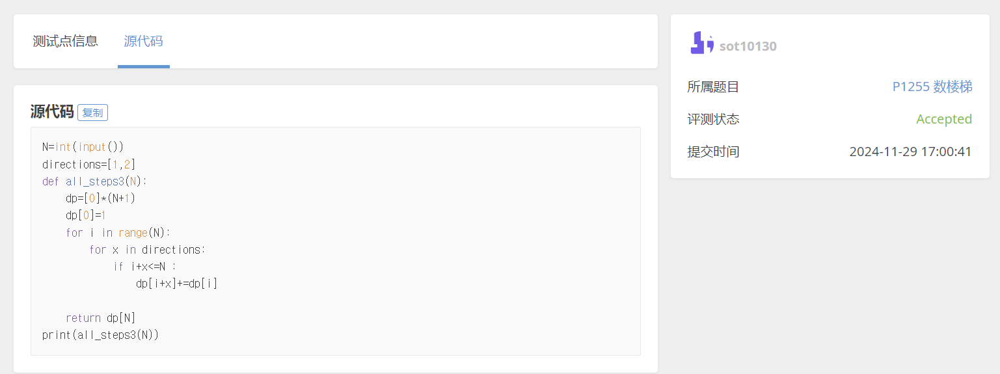 测试点信息 源代码
源代码 复制
N=int(input())
directions=[1,2]
def all_steps3(N):
    dp=[0]*(N+1)
    dp[0]=1
    for i in range(N):
        for x in directions:
            if i+x<=N :
                dp[i+x]+=dp[i]

    return dp[N]
print(all_steps3(N))
sot10130
所属题目 P1255 数楼梯
评测状态 Accepted
提交时间 2024-11-29 17:00:41